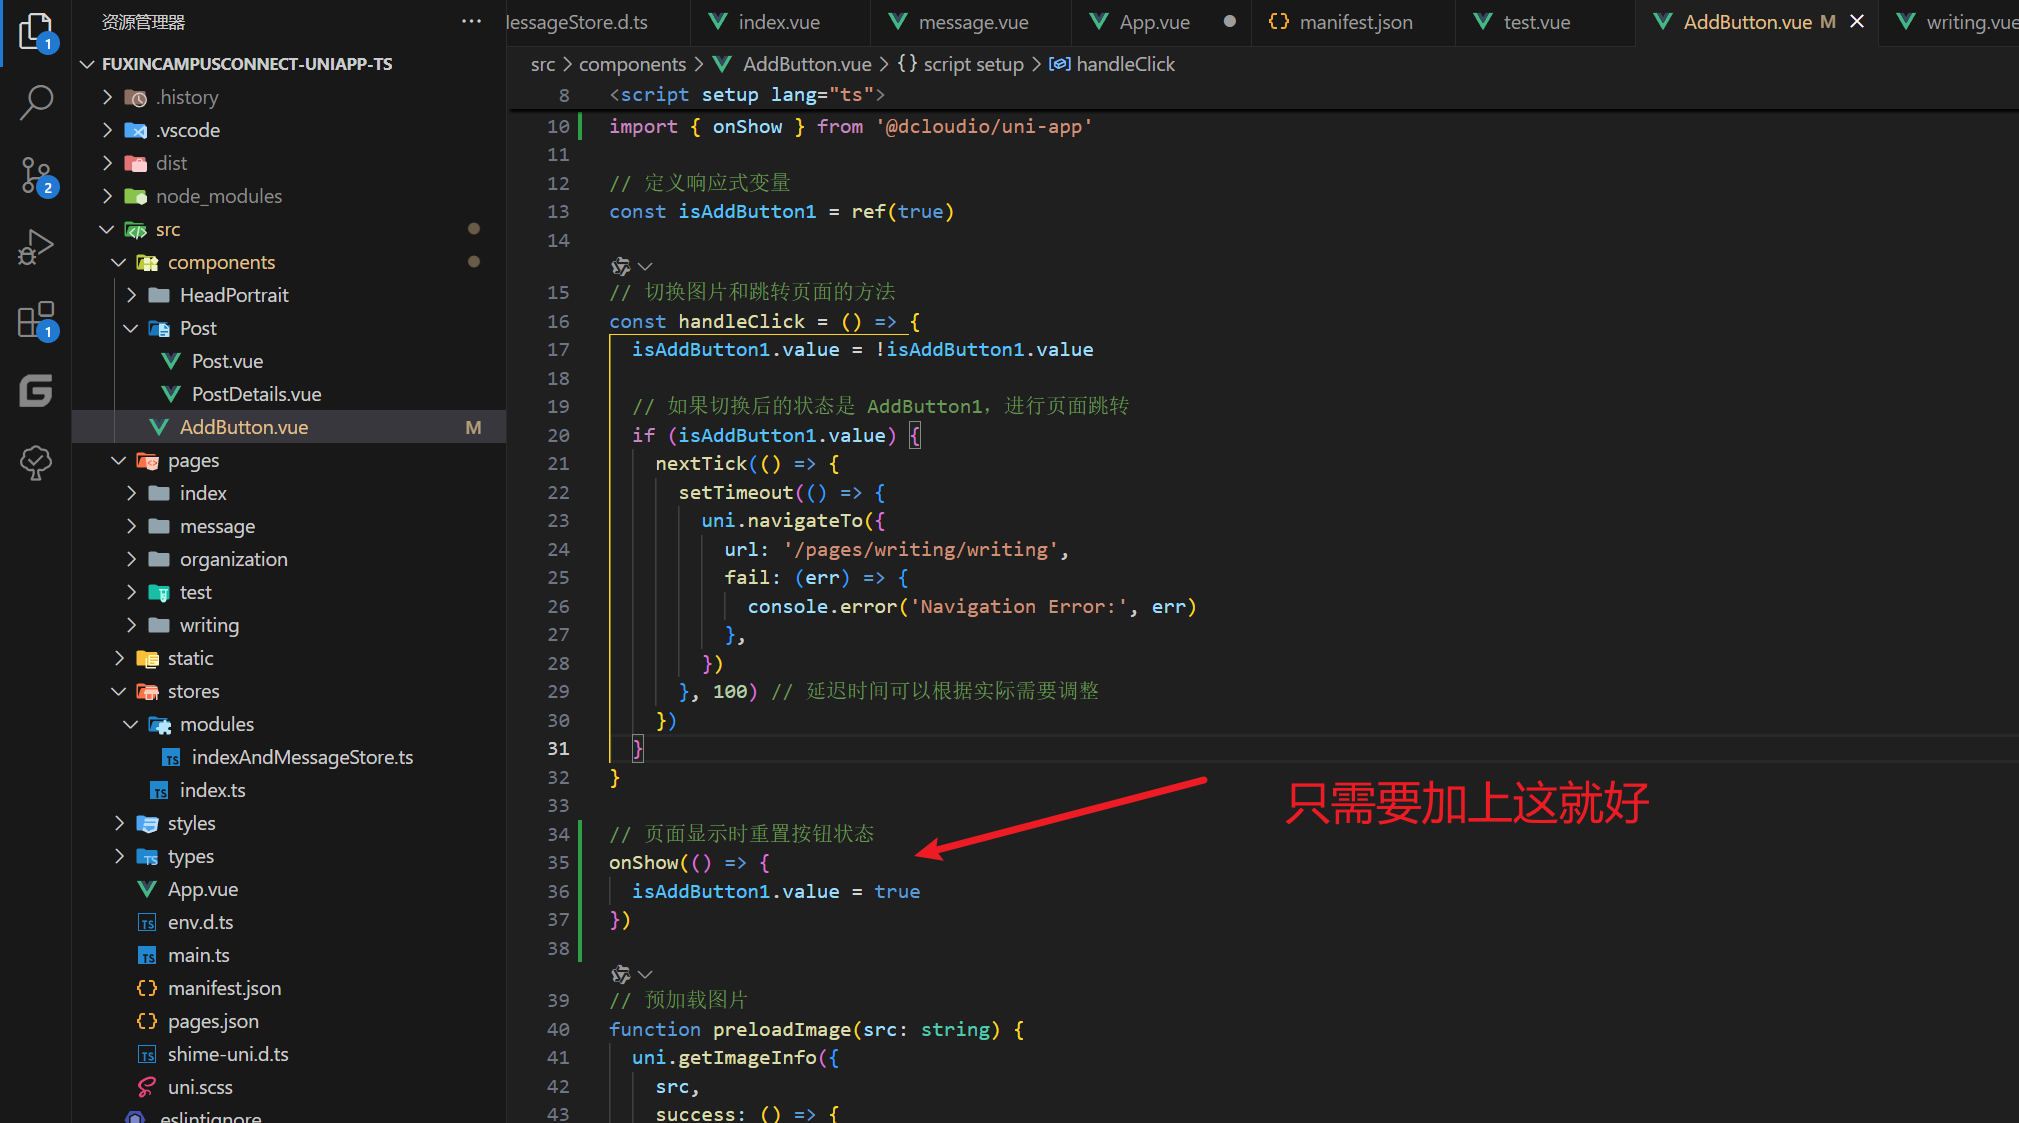 资源管理器
···
MessageStore.d.ts
index.vue
message.vue
App.vue
manifest.json
test.vue
AddButton.vue M
writing.vue
FUXINCAMPUSCONNECT-UNIAPP-TS
.history
.vscode
dist
node_modules
src
components
HeadPortrait
Post
Post.vue
PostDetails.vue
AddButton.vue M
pages
index
message
organization
test
writing
static
stores
modules
indexAndMessageStore.ts
index.ts
styles
types
App.vue
env.d.ts
main.ts
manifest.json
pages.json
shime-uni.d.ts
uni.scss
.eslintignore
1
2
1
src > components > AddButton.vue > {} script setup > handleClick
8 <script setup lang="ts">
10 import { onShow } from '@dcloudio/uni-app'
11
12 // 定义响应式变量
13 const isAddButton1 = ref(true)
14
15 // 切换图片和跳转页面的方法
16 const handleClick = () => {
17 isAddButton1.value = !isAddButton1.value
18
19 // 如果切换后的状态是 AddButton1，进行页面跳转
20 if (isAddButton1.value) {
21 nextTick(() => {
22 setTimeout(() => {
23 uni.navigateTo({
24 url: '/pages/writing/writing',
25 fail: (err) => {
26 console.error('Navigation Error:', err)
27 },
28 })
29 }, 100) // 延迟时间可以根据实际需要调整
30 })
31 }
32 }
33
只需要加上这就好
34 // 页面显示时重置按钮状态
35 onShow(() => {
36 isAddButton1.value = true
37 })
38
39 // 预加载图片
40 function preloadImage(src: string) {
41 uni.getImageInfo({
42 src,
43 success: () => {